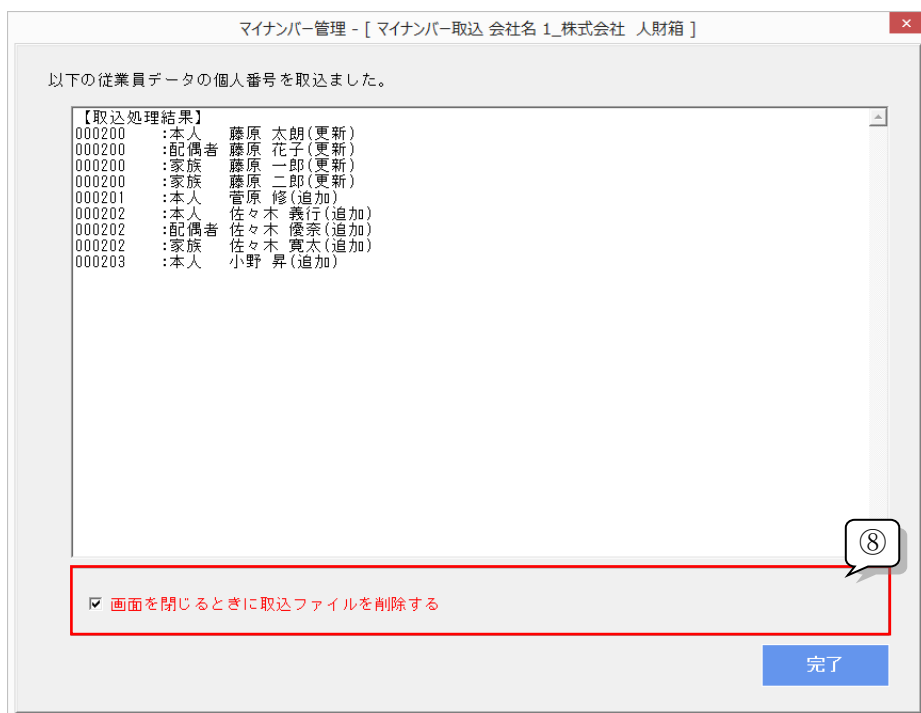 マイナンバー管理 - [ マイナンバー取込 会社名 1_株式会社 人財箱 ]
以下の従業員データの個人番号を取込ました。
【取込処理結果】
000200 :本人 藤原 太朗(更新)
000200 :配偶者 藤原 花子(更新)
000200 :家族 藤原 一郎(更新)
000200 :家族 藤原 二郎(更新)
000201 :本人 菅原 修(追加)
000202 :本人 佐々木 義行(追加)
000202 :配偶者 佐々木 優奈(追加)
000202 :家族 佐々木 寛太(追加)
000203 :本人 小野 昇(追加)
⑧
画面を閉じるときに取込ファイルを削除する
完了